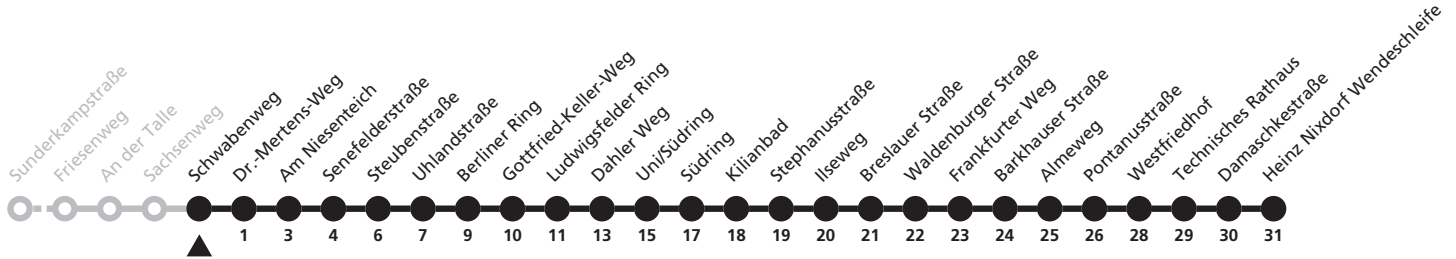 Sunderkampstraße
Friesenweg
An der Talle
Sachsenweg
Schwabenweg
Dr.-Mertens-Weg
Am Niesenteich
Senefelderstraße
Steubenstraße
Uhlandstraße
Berliner Ring
Gottfried-Keller-Weg
Ludwigsfelder Ring
Dahler Weg
Uni/Südring
Südring
Kilianbad
Stephanusstraße
Ilseweg
Breslauer Straße
Waldenburger Straße
Frankfurter Weg
Barkhauser Straße
Almeweg
Pontanusstraße
Westfriedhof
Technisches Rathaus
Damaschkestraße
Heinz Nixdorf Wendeschleife
1 3 4 6 7 9 10 11 13 15 17 18 19 20 21 22 23 24 25 26 28 29 30 31